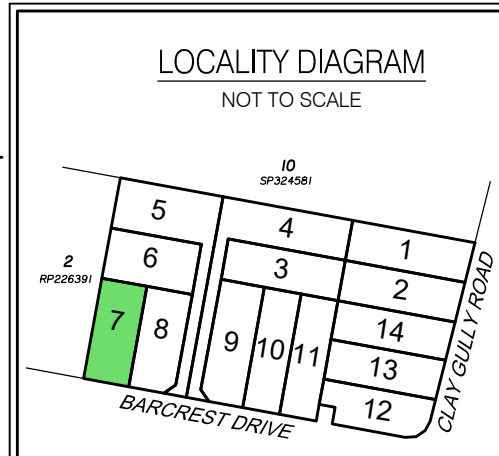 LOCALITY DIAGRAM
NOT TO SCALE
10
SP324581
5
4
1
2
RP226391
6
3
2
7
8
9
10
11
14
13
12
BARCREST DRIVE
CLAY GULLY ROAD